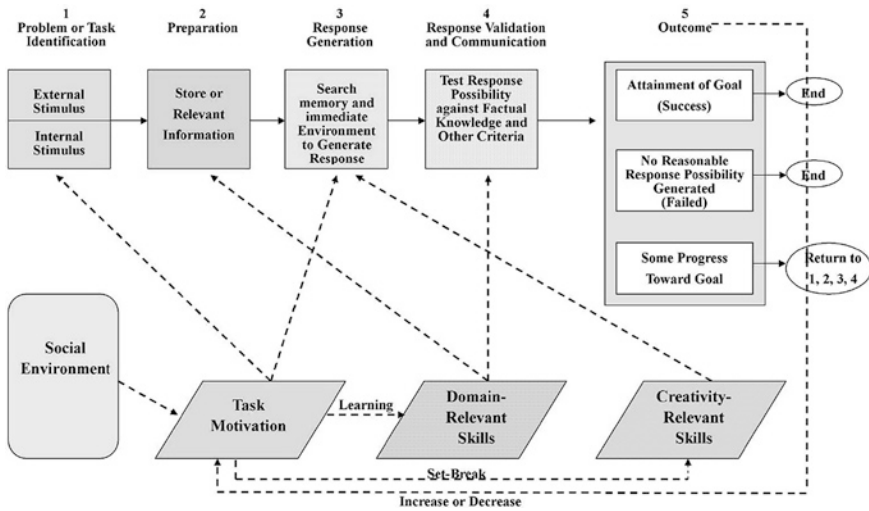 1
Problem or Task
Identification
2
Preparation
3
Response
Generation
4
Response Validation
and Communication
5
Outcome
External
Stimulus
Internal
Stimulus
Store or
Relevant
Information
Search
memory and
immediate
Environment
to Generate
Response
Test Response
Possibility
against Factual
Knowledge and
Other Criteria
Attainment of Goal
(Success)
End
No Reasonable
Response Possibility
Generated
(Failed)
End
Some Progress
Toward Goal
Return to
1, 2, 3, 4
Social
Environment
Task
Motivation
Learning
Domain-
Relevant
Skills
Creativity-
Relevant
Skills
Set-Break
Increase or Decrease